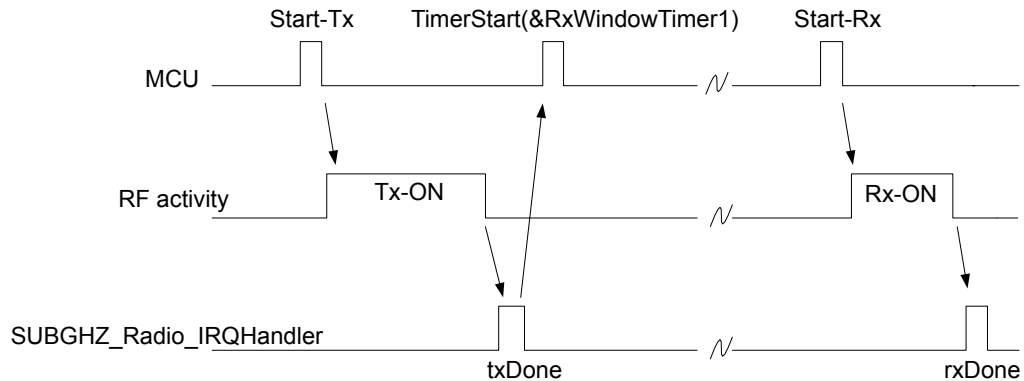 Start-Tx TimerStart(&RxWindowTimer1) Start-Rx
MCU
RF activity Tx-ON Rx-ON
SUBGHZ_Radio_IRQHandler
txDone rxDone